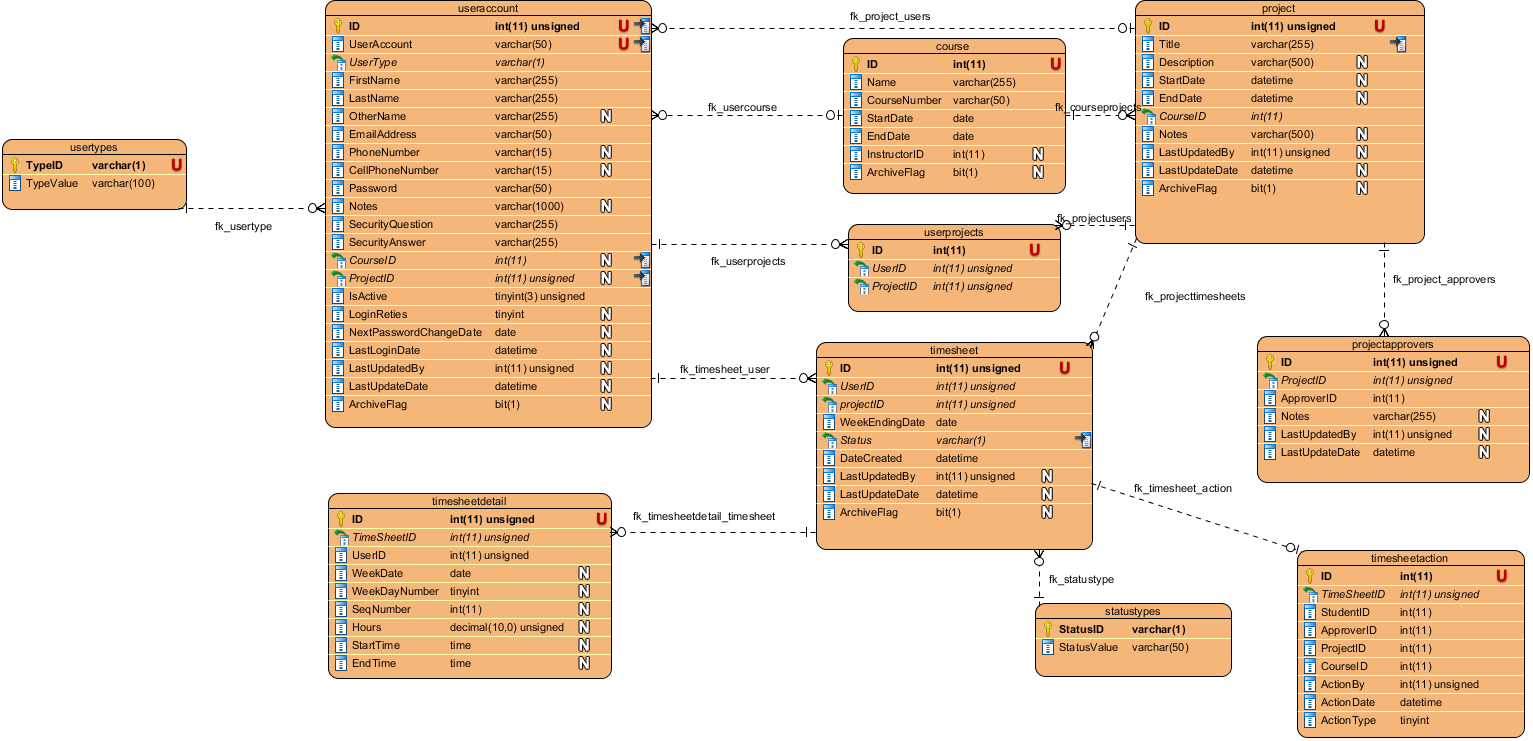 useraccount
ID int(11) unsigned U
UserAccount varchar(50) U
UserType varchar(1)
FirstName varchar(255)
LastName varchar(255)
OtherName varchar(255) N
EmailAddress varchar(50)
PhoneNumber varchar(15) N
CellPhoneNumber varchar(15) N
Password varchar(50)
Notes varchar(1000) N
SecurityQuestion varchar(255)
SecurityAnswer varchar(255)
CourseID int(11) N
ProjectID int(11) unsigned N
IsActive tinyint(3) unsigned
LoginReties tinyint N
NextPasswordChangeDate date N
LastLoginDate datetime N
LastUpdatedBy int(11) unsigned N
LastUpdateDate datetime N
ArchiveFlag bit(1) N
fk_project_users
project
ID int(11) unsigned U
Title varchar(255)
Description varchar(500) N
StartDate datetime N
EndDate datetime N
CourseID int(11)
Notes varchar(500) N
LastUpdatedBy int(11) unsigned N
LastUpdateDate datetime N
ArchiveFlag bit(1) N
course
ID int(11) U
Name varchar(255)
CourseNumber varchar(50)
StartDate date
EndDate date
InstructorID int(11) N
ArchiveFlag bit(1) N
fk_usercourse
fk_courseprojects
usertypes
TypeID varchar(1) U
TypeValue varchar(100)
fk_usertype
userprojects
ID int(11) U
UserID int(11) unsigned
ProjectID int(11) unsigned
fk_projectusers
fk_userprojects
fk_projecttimesheets
fk_project_approvers
projectapprovers
ID int(11) unsigned U
ProjectID int(11) unsigned
ApproverID int(11)
Notes varchar(255) N
LastUpdatedBy int(11) unsigned N
LastUpdateDate datetime N
timesheet
ID int(11) unsigned U
UserID int(11) unsigned
projectID int(11) unsigned
WeekEndingDate date
Status varchar(1)
DateCreated datetime
LastUpdatedBy int(11) unsigned N
LastUpdateDate datetime N
ArchiveFlag bit(1) N
fk_timesheet_user
fk_timesheet_action
timesheetdetail
ID int(11) unsigned U
TimeSheetID int(11) unsigned
UserID int(11) unsigned
WeekDate date N
WeekDayNumber tinyint N
SeqNumber int(11) N
Hours decimal(10,0) unsigned N
StartTime time N
EndTime time N
fk_timesheetdetail_timesheet
fk_statustype
statustypes
StatusID varchar(1)
StatusValue varchar(50)
timesheetaction
ID int(11) U
TimeSheetID int(11) unsigned
StudentID int(11)
ApproverID int(11)
ProjectID int(11)
CourseID int(11)
ActionBy int(11) unsigned
ActionDate datetime
ActionType tinyint